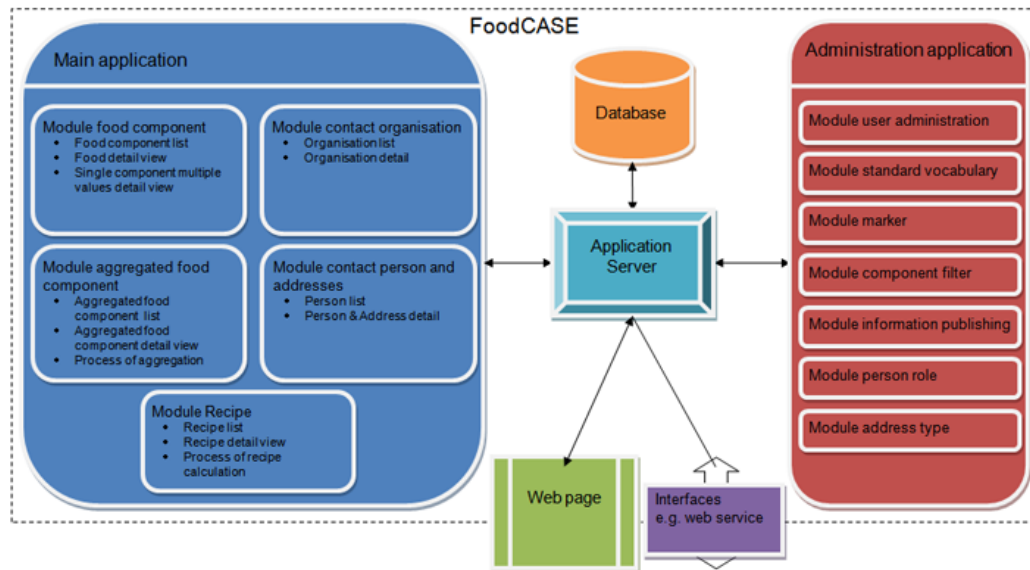 FoodCASE
Main application
Module food component
• Food component list
• Food detail view
• Single component multiple
values detail view
Module contact organisation
• Organisation list
• Organisation detail
Module aggregated food
component
• Aggregated food
component list
• Aggregated food
component detail view
• Process of aggregation
Module contact person and
addresses
• Person list
• Person & Address detail
Module Recipe
• Recipe list
• Recipe detail view
• Process of recipe
calculation
Database
Application
Server
Web page
Interfaces
e.g. web service
Administration application
Module user administration
Module standard vocabulary
Module marker
Module component filter
Module information publishing
Module person role
Module address type